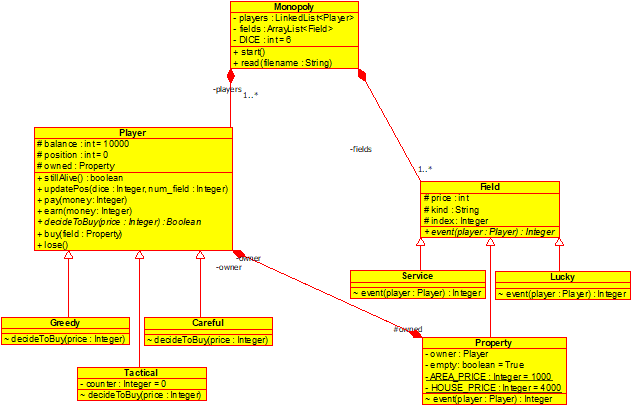 Monopoly
- players : LinkedList<Player>
- fields : ArrayList<Field>
- DICE : int = 6
+ start()
+ read(filename : String)
-players
1..*
-fields
1..*
Player
# balance : int = 10000
# position : int = 0
# owned : Property
+ stillAlive() : boolean
+ updatePos(dice : Integer, num_field : Integer)
+ pay(money: Integer)
+ earn(money: Integer)
+ decideToBuy(price : Integer) : Boolean
+ buy(field : Property)
+ lose()
Field
# price : int
# kind : String
# index : Integer
+ event(player : Player) : Integer
-owner
-owner
Service
~ event(player : Player) : Integer
Lucky
~ event(player : Player) : Integer
Greedy
~ decideToBuy(price : Integer)
Careful
~ decideToBuy(price : Integer)
#owned
Property
- owner : Player
- empty: boolean = True
- AREA_PRICE : Integer = 1000
- HOUSE_PRICE : Integer = 4000
~ event(player : Player) : Integer
Tactical
- counter : Integer = 0
~ decideToBuy(price : Integer)